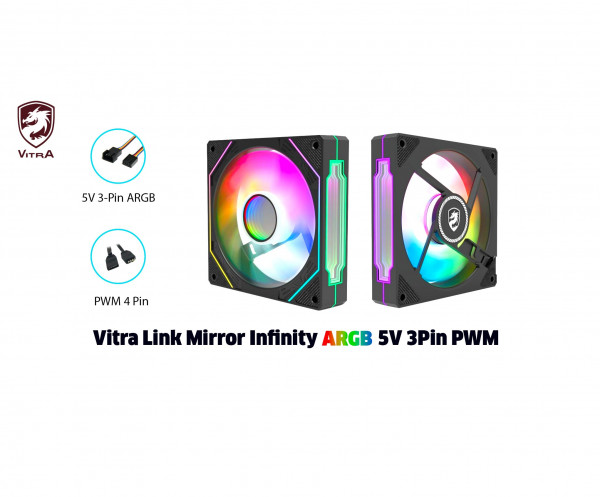 VITRA
5V 3-Pin ARGB
PWM 4 Pin
Vitra Link Mirror Infinity ARGB 5V 3Pin PWM